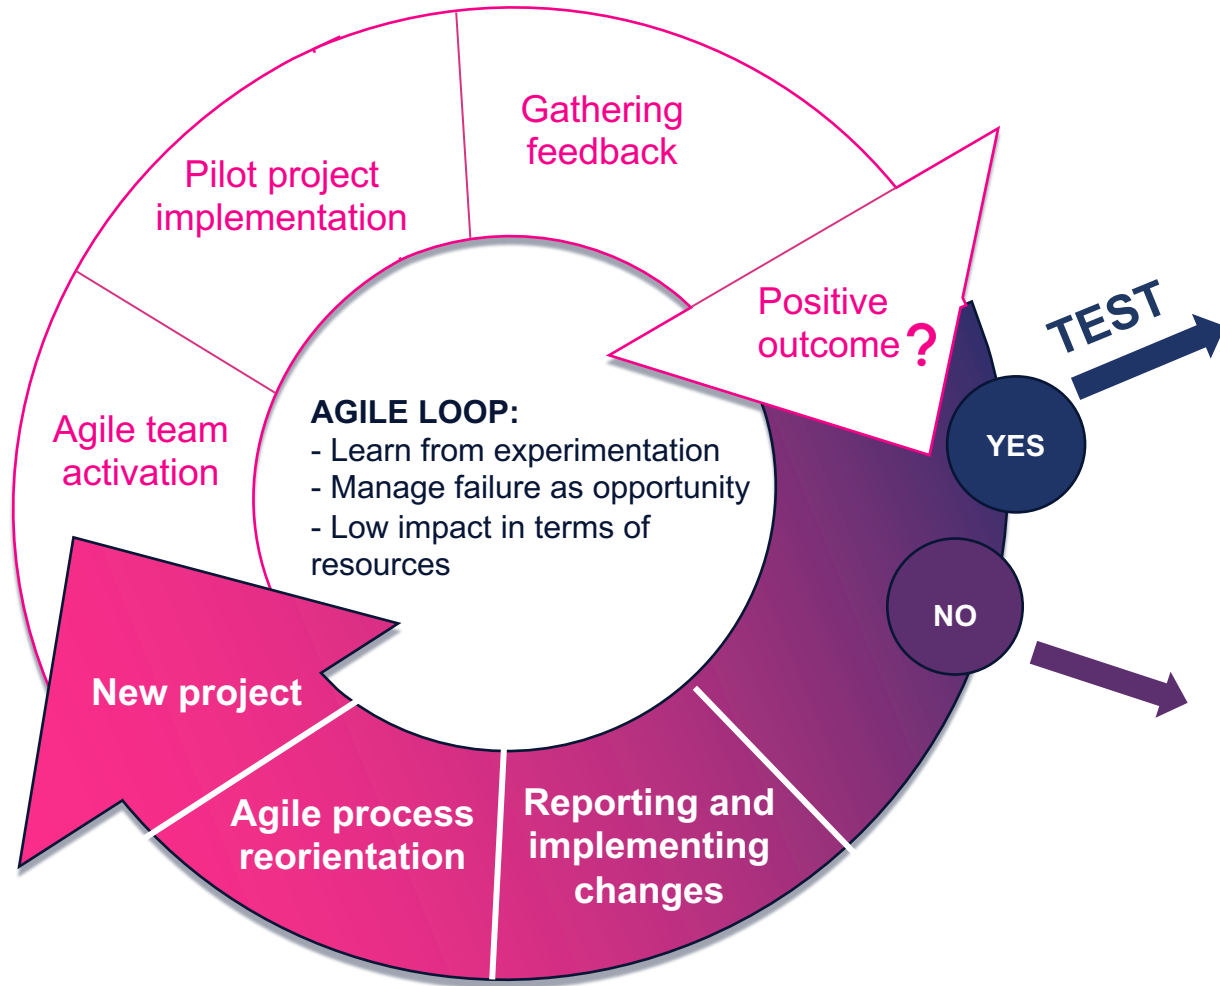 Gathering
feedback
Pilot project
implementation
Positive
outcome ?
TEST
Agile team
activation
AGILE LOOP:
- Learn from experimentation
- Manage failure as opportunity
- Low impact in terms of
resources
YES
NO
New project
Agile process
reorientation
Reporting and
implementing
changes